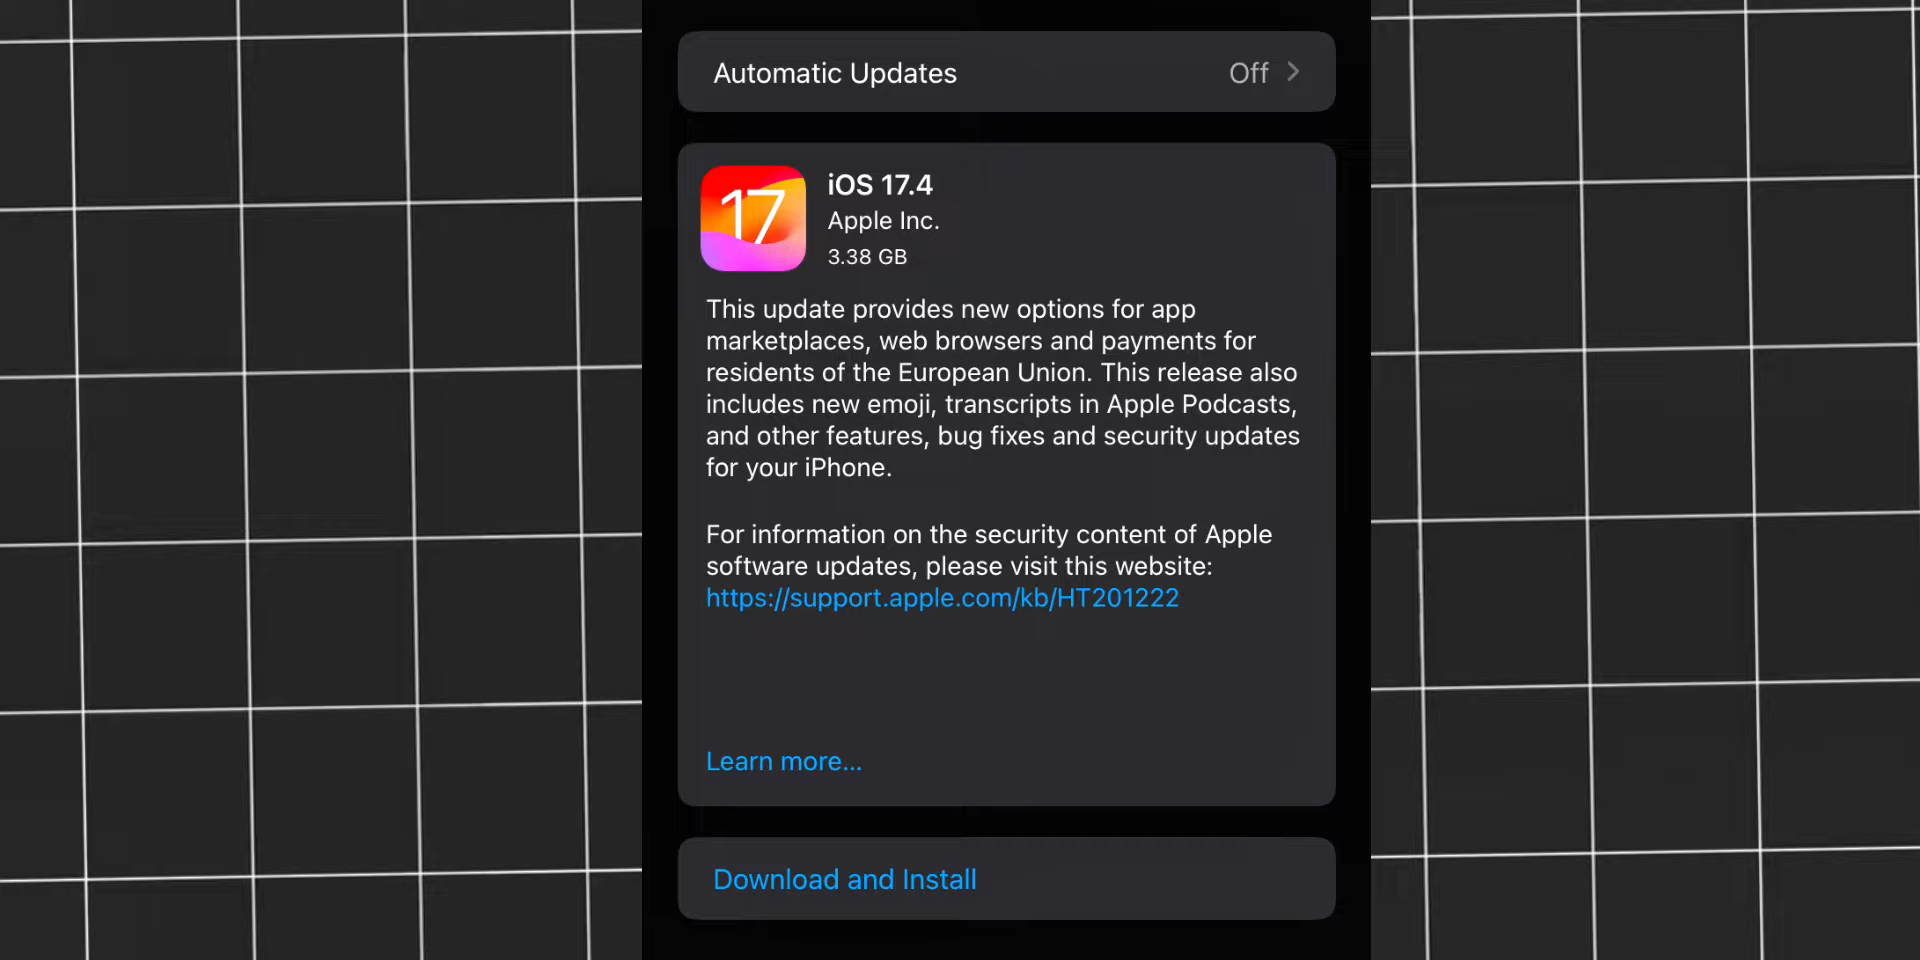 Automatic Updates Off
17
iOS 17.4
Apple Inc.
3.38 GB
This update provides new options for app
marketplaces, web browsers and payments for
residents of the European Union. This release also
includes new emoji, transcripts in Apple Podcasts,
and other features, bug fixes and security updates
for your iPhone.
For information on the security content of Apple
software updates, please visit this website:
https://support.apple.com/kb/HT201222
Learn more...
Download and Install